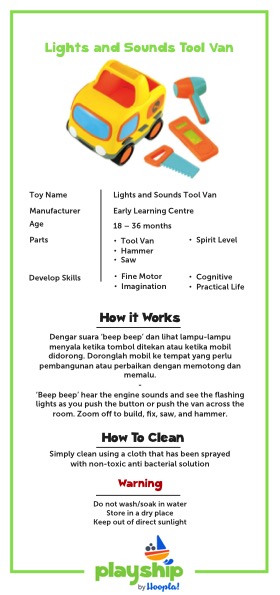 Lights and Sounds Tool Van
Toy Name Lights and Sounds Tool Van
Manufacturer Early Learning Centre
Age 18 – 36 months
Parts • Tool Van • Spirit Level
• Hammer
• Saw
Develop Skills • Fine Motor • Cognitive
• Imagination • Practical Life
How it Works
Dengar suara 'beep beep' dan lihat lampu-lampu
menyala ketika tombol ditekan atau ketika mobil
didorong. Doronglah mobil ke tempat yang perlu
pembangunan atau perbaikan dengan memotong dan
memalu.
-
'Beep beep' hear the engine sounds and see the flashing
lights as you push the button or push the van across the
room. Zoom off to build, fix, saw, and hammer.
How To Clean
Simply clean using a cloth that has been sprayed
with non-toxic anti bacterial solution
Warning
Do not wash/soak in water
Store in a dry place
Keep out of direct sunlight
playship
by Hoopla!